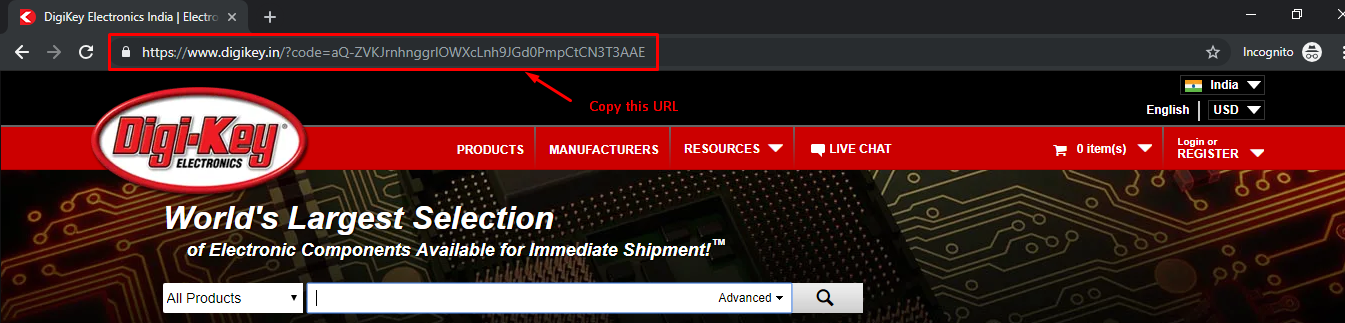 DigiKey Electronics India | Electro
https://www.digikey.in/?code=aQ-ZVKJrnhnggrIOWXcLnh9JGd0PmpCtCN3T3AAE
Incognito
Copy this URL
India
English
USD
Digi-Key
ELECTRONICS
PRODUCTS
MANUFACTURERS
RESOURCES
LIVE CHAT
0 item(s)
Login or
REGISTER
World's Largest Selection
of Electronic Components Available for Immediate Shipment!™
All Products
Advanced